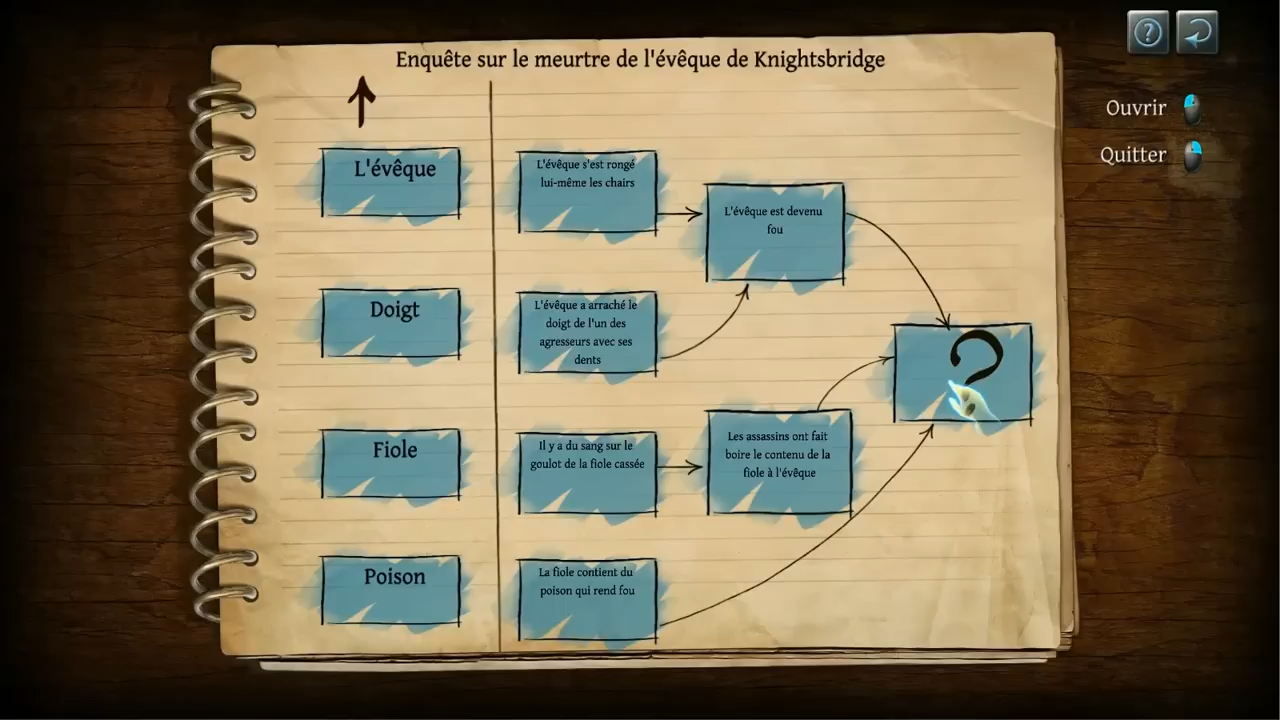 Enquête sur le meurtre de l'évêque de Knightsbridge
?
Ouvrir
Quitter
L'évêque
L'évêque s'est rongé
lui-même les chairs
L'évêque est devenu
fou
Doigt
L'évêque a arraché le
doigt de l'un des
agresseurs avec ses
dents
?
Fiole
Il y a du sang sur le
goulot de la fiole cassée
Les assassins ont fait
boire le contenu de la
fiole à l'évêque
Poison
La fiole contient du
poison qui rend fou